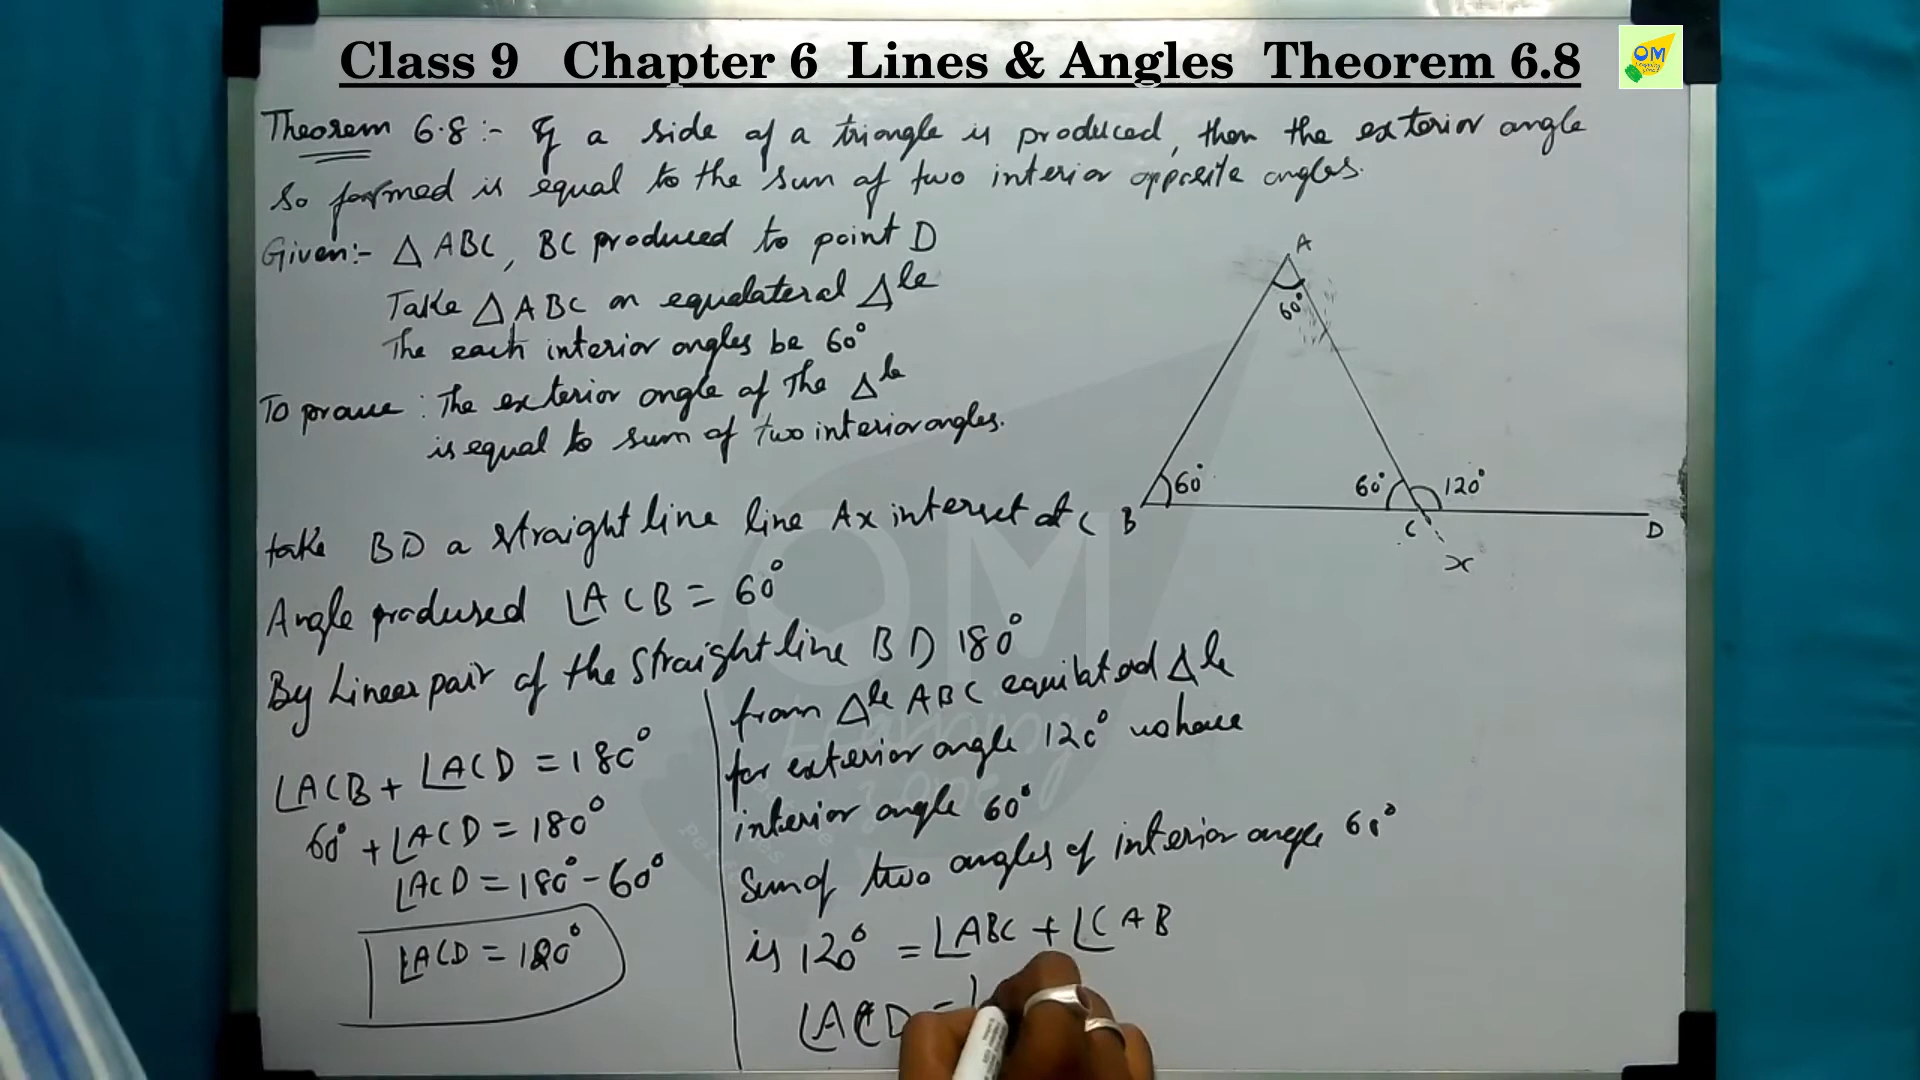 Class 9 Chapter 6 Lines & Angles Theorem 6.8
OM
Theorem 6.8:- If a side of a triangle is produced, then the exterior angle
so formed is equal to the sum of two interior opposite angles.
Given:- △ ABC, BC produced to point D
Take △ ABC an equalateral △le
The each interior angles be 60°
To prove : The exterior angle of The △le
is equal to sum of two interior angles.
take BD a straight line line Ax interset at C
Angle prodused ∠ACB = 60°
By Linear pair of the Straight line BD 180°
∠ACB + ∠ACD = 180°
60° + ∠ACD = 180°
∠ACD = 180° - 60°
∠ACD = 120°
from △le ABC △le
for exterior angle 120° we have
interior angle 60°
Sum of two angles of interior angle 60°
is 120° = ∠ABC + ∠CAB
∠ACD = ∠
A
60°
60°
60°
120°
B
C
D
x
OM
Learning
Zone